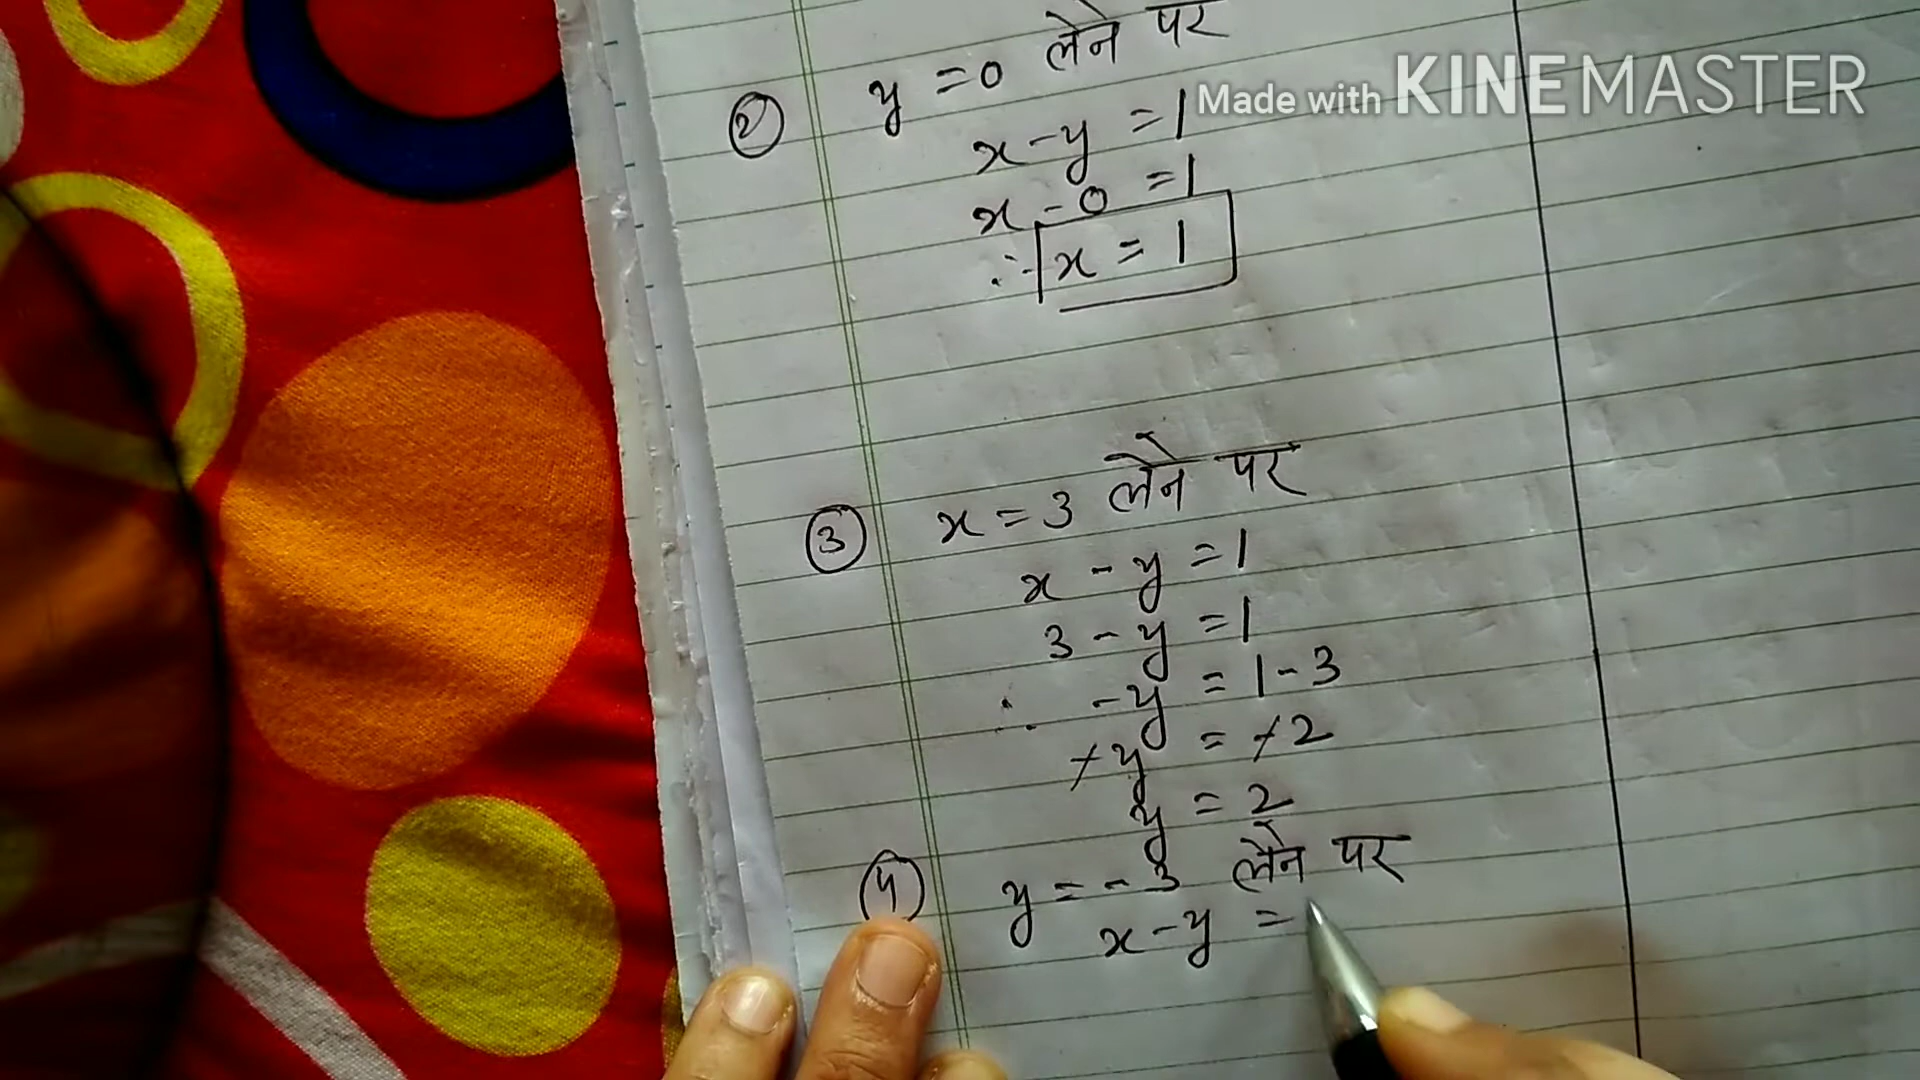 Made with KINEMASTER
② y = 0 लेने पर
x - y = 1
x - 0 = 1
∴ x = 1
③ x = 3 लेने पर
x - y = 1
3 - y = 1
∴ -y = 1 - 3
-y = -2
y = 2
④ y = -3 लेने पर
x - y =